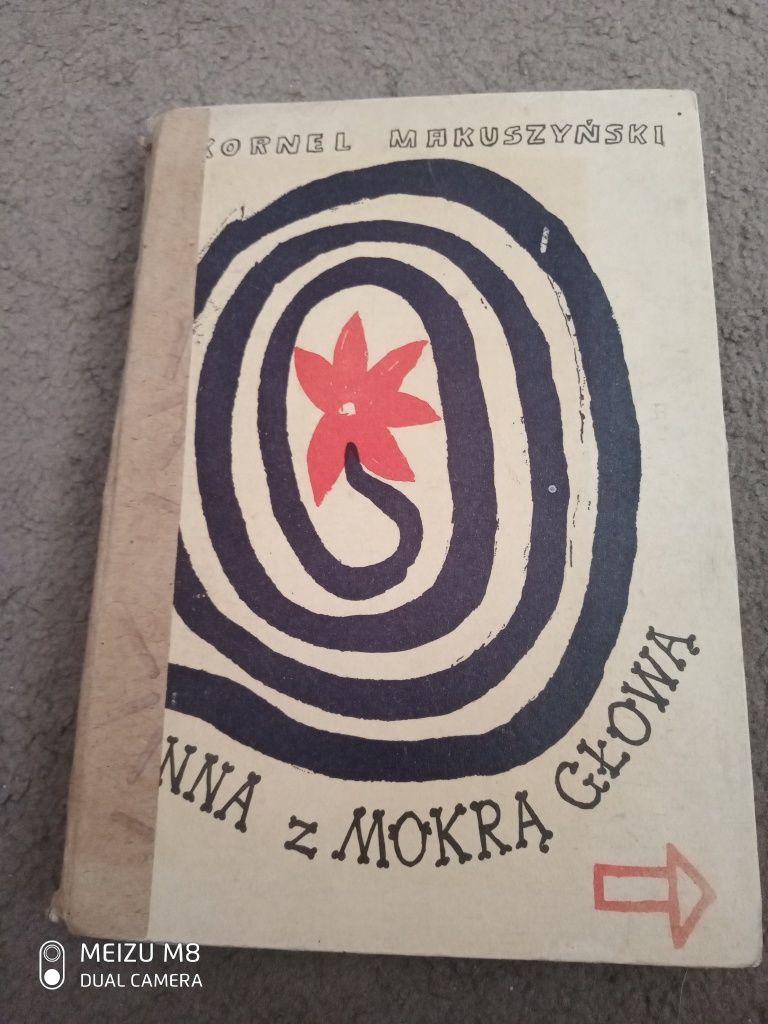 KORNEL MAKUSZYŃSKI
NNA Z MOKRĄ GŁOWĄ
MEIZU M8
DUAL CAMERA